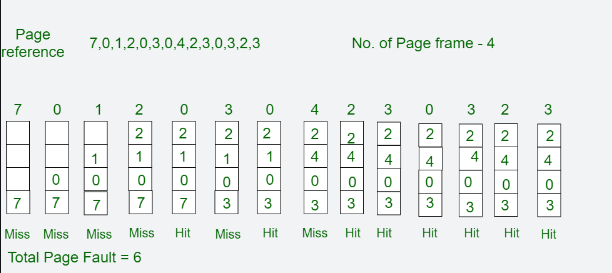 Page
reference
7,0,1,2,0,3,0,4,2,3,0,3,2,3
No. of Page frame - 4
7 0 1 2 0 3 0 4 2 3 0 3 2 3
2 2 2 2 2 2 2 2 2 2 2
1 1 1 1 1 4 4 4 4 4 4 4
0 0 0 0 0 0 0 0 0 0 0 0 0
7 7 7 7 7 3 3 3 3 3 3 3 3 3
Miss Miss Miss Miss Hit Miss Hit Miss Hit Hit Hit Hit Hit Hit
Total Page Fault = 6